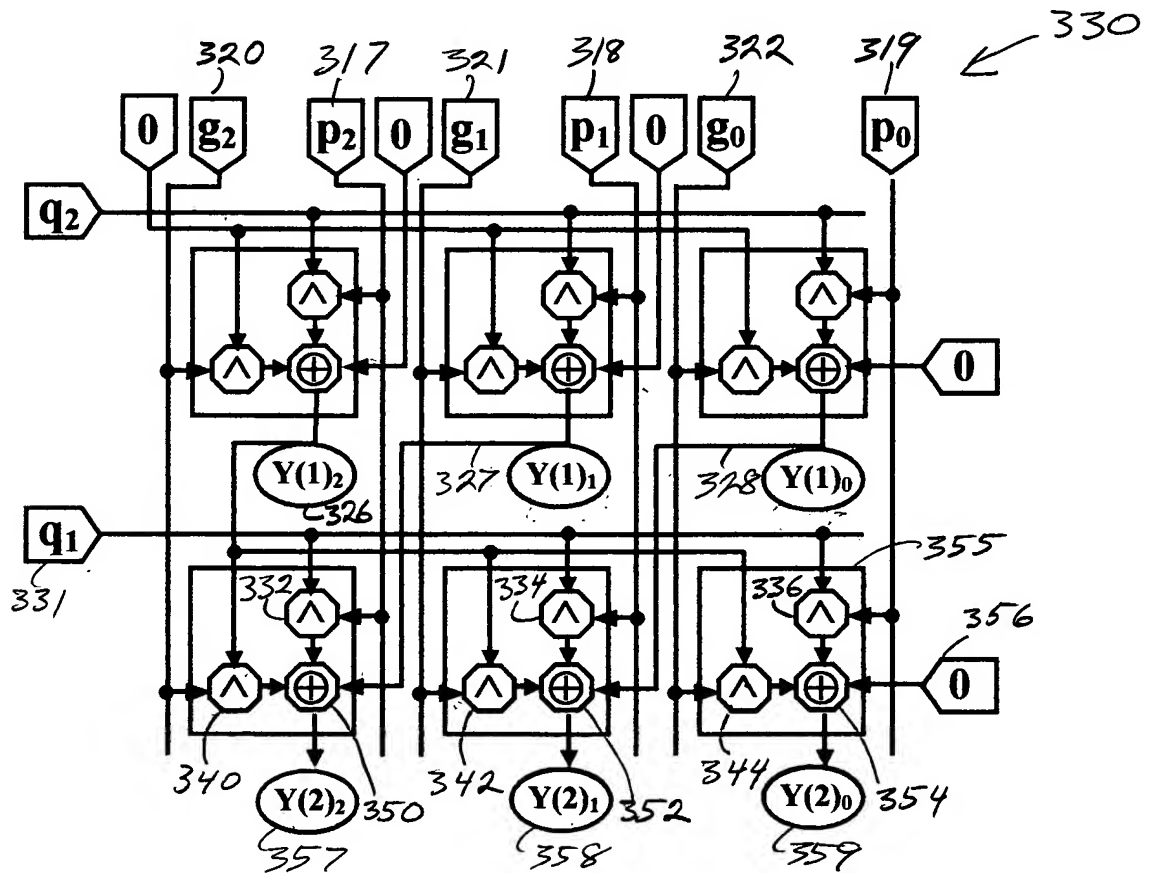 330
320 317 321 318 322 319
0 g₂ p₂ 0 g₁ p₁ 0 g₀ p₀
q₂
∧ ∧ ∧
∧ ⊕ ∧ ⊕ ∧ ⊕ 0
Y(1)₂ 327 Y(1)₁ 328 Y(1)₀
326
q₁ 355
331 332 ∧ 334 ∧ 336 ∧ 356
∧ ⊕ ∧ ⊕ ∧ ⊕ 0
340 Y(2)₂ 350 342 Y(2)₁ 352 344 Y(2)₀ 354
357 358 359